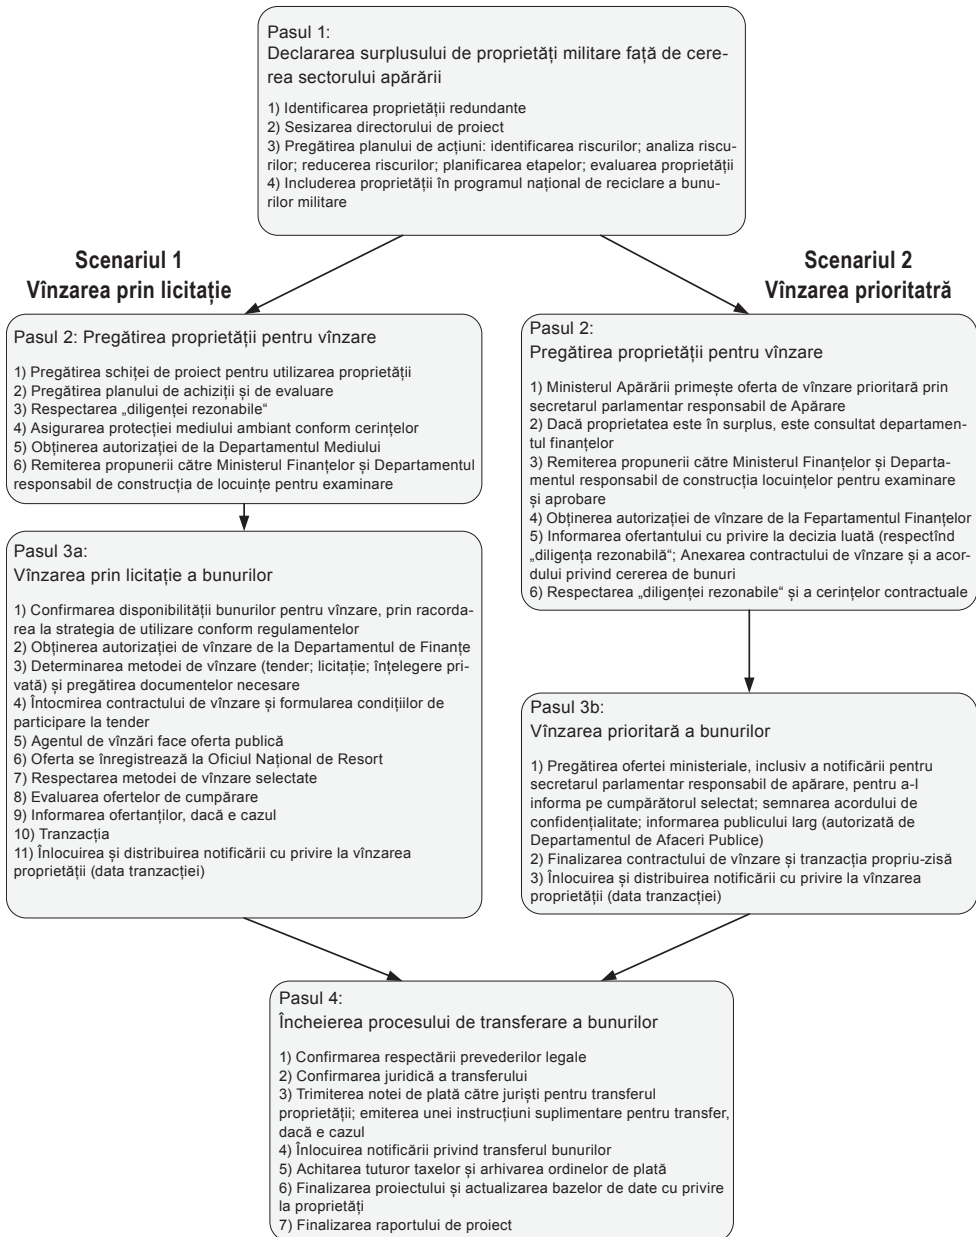 Pasul 1:
Declararea surplusului de proprietăți militare față de cere-
rea sectorului apărării
1) Identificarea proprietății redundante
2) Sesizarea directorului de proiect
3) Pregătirea planului de acțiuni: identificarea riscurilor; analiza riscu-
rilor; reducerea riscurilor; planificarea etapelor; evaluarea proprietății
4) Includerea proprietății în programul național de reciclare a bunu-
rilor militare
Scenariul 1
Vînzarea prin licitație
Scenariul 2
Vînzarea prioritatră
Pasul 2: Pregătirea proprietății pentru vînzare
1) Pregătirea schiței de proiect pentru utilizarea proprietății
2) Pregătirea planului de achiziții și de evaluare
3) Respectarea „diligenței rezonabile“
4) Asigurarea protecției mediului ambiant conform cerințelor
5) Obținerea autorizației de la Departamentul Mediului
6) Remiterea propunerii către Ministerul Finanțelor și Departamentul
responsabil de construcția de locuințe pentru examinare
Pasul 2:
Pregătirea proprietății pentru vînzare
1) Ministerul Apărării primește oferta de vînzare prioritară prin
secretarul parlamentar responsabil de Apărare
2) Dacă proprietatea este în surplus, este consultat departamen-
tul finanțelor
3) Remiterea propunerii către Ministerul Finanțelor și Departa-
mentul responsabil de construcția locuințelor pentru examinare
și aprobare
4) Obținerea autorizației de vînzare de la Fepartamentul Finanțelor
5) Informarea ofertantului cu privire la decizia luată (respectînd
„diligența rezonabilă“; Anexarea contractului de vînzare și a acor-
dului privind cererea de bunuri
6) Respectarea „diligenței rezonabile“ și a cerințelor contractuale
Pasul 3a:
Vînzarea prin licitație a bunurilor
1) Confirmarea disponibilității bunurilor pentru vînzare, prin racorda-
rea la strategia de utilizare conform regulamentelor
2) Obținerea autorizației de vînzare de la Departamentul de Finanțe
3) Determinarea metodei de vînzare (tender; licitație; înțelegere pri-
vată) și pregătirea documentelor necesare
4) Întocmirea contractului de vînzare și formularea condițiilor de
participare la tender
5) Agentul de vînzări face oferta publică
6) Oferta se înregistrează la Oficiul Național de Resort
7) Respectarea metodei de vînzare selectate
8) Evaluarea ofertelor de cumpărare
9) Informarea ofertanților, dacă e cazul
10) Tranzacția
11) Înlocuirea și distribuirea notificării cu privire la vînzarea
proprietății (data tranzacției)
Pasul 3b:
Vînzarea prioritară a bunurilor
1) Pregătirea ofertei ministeriale, inclusiv a notificării pentru
secretarul parlamentar responsabil de apărare, pentru a-l
informa pe cumpărătorul selectat; semnarea acordului de
confidențialitate; informarea publicului larg (autorizată de
Departamentul de Afaceri Publice)
2) Finalizarea contractului de vînzare și tranzacția propriu-zisă
3) Înlocuirea și distribuirea notificării cu privire la vînzarea
proprietății (data tranzacției)
Pasul 4:
Încheierea procesului de transferare a bunurilor
1) Confirmarea respectării prevederilor legale
2) Confirmarea juridică a transferului
3) Trimiterea notei de plată către juriști pentru transferul
proprietății; emiterea unei instrucțiuni suplimentare pentru transfer,
dacă e cazul
4) Înlocuirea notificării privind transferul bunurilor
5) Achitarea tuturor taxelor și arhivarea ordinelor de plată
6) Finalizarea proiectului și actualizarea bazelor de date cu privire
la proprietăți
7) Finalizarea raportului de proiect